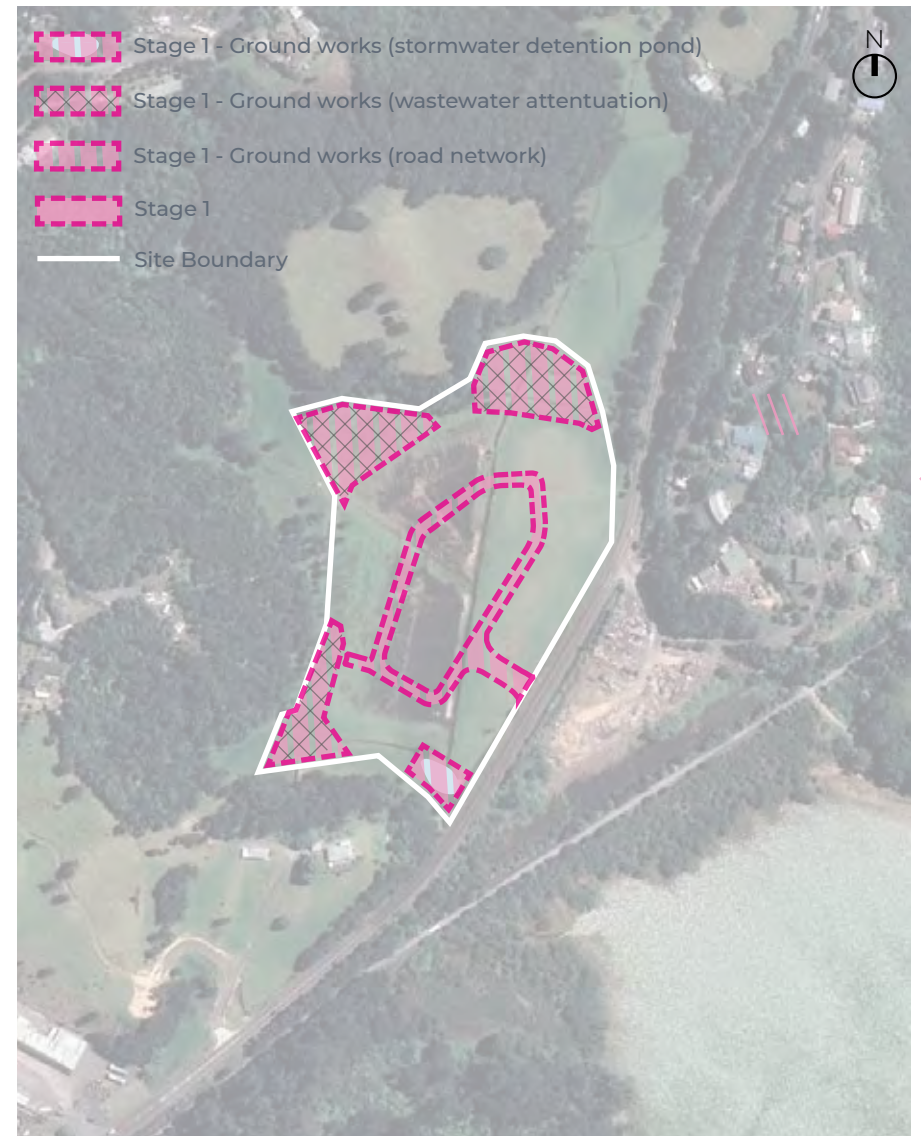 N
Stage 1 - Ground works (stormwater detention pond)
Stage 1 - Ground works (wastewater attentuation)
Stage 1 - Ground works (road network)
Stage 1
Site Boundary